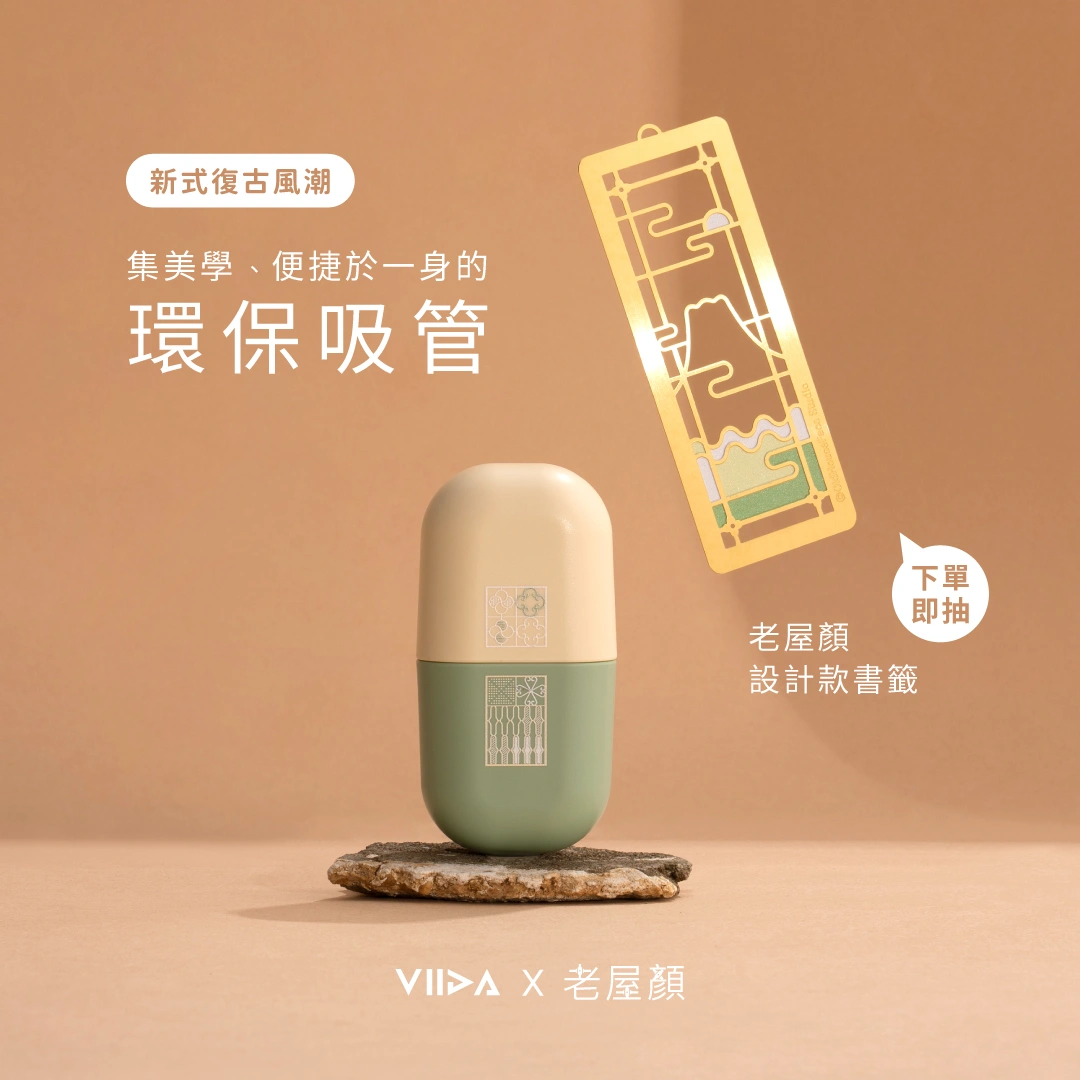 新式復古風潮
集美學、便捷於一身的
環保吸管
下單
即抽
老屋顏
設計款書籤
VIIDA X 老屋顏